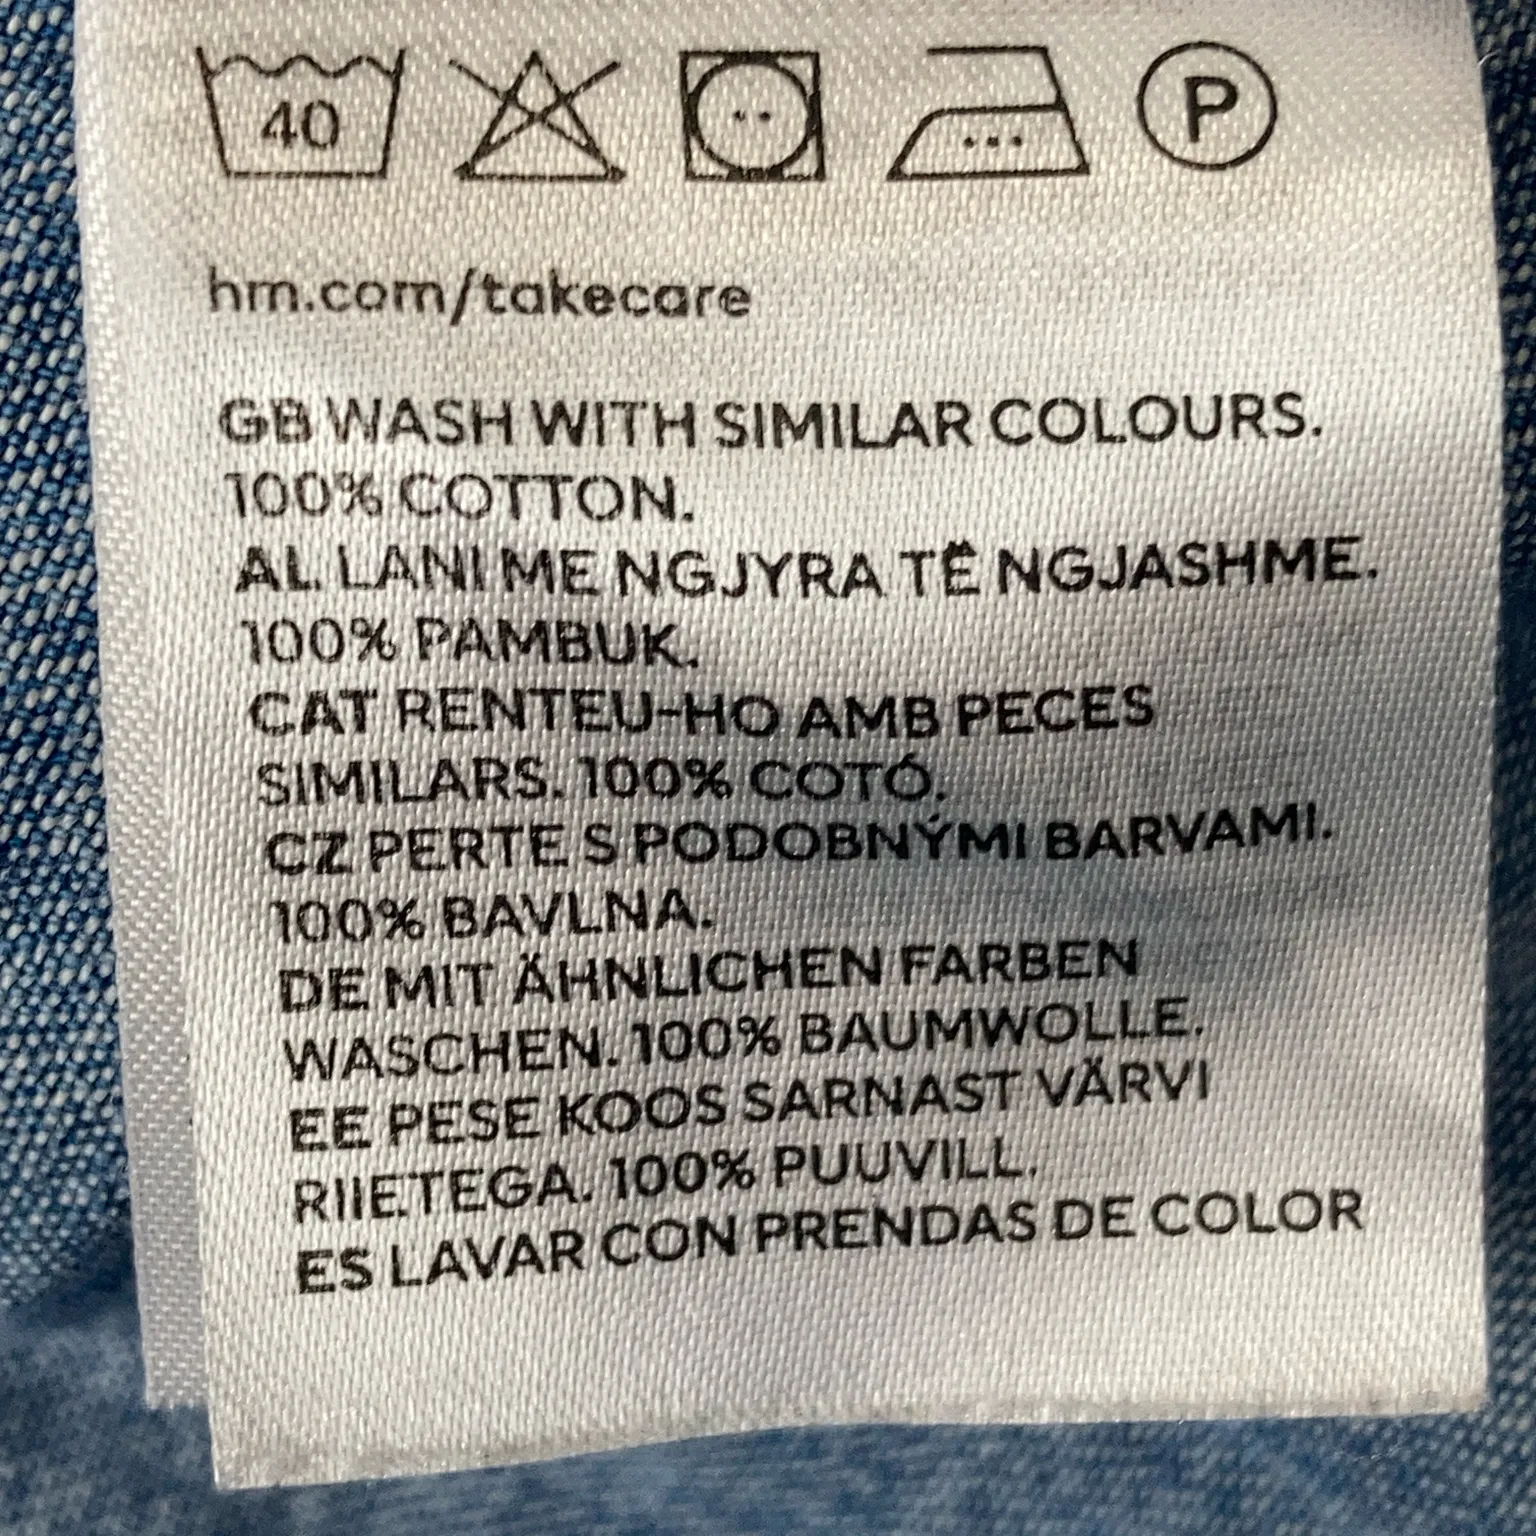 40
P
hm.com/takecare
GB WASH WITH SIMILAR COLOURS.
100% COTTON.
AL LANI ME NGJYRA TË NGJASHME.
100% PAMBUK.
CAT RENTEU-HO AMB PECES
SIMILARS. 100% COTÓ.
CZ PERTE S PODOBNÝMI BARVAMI.
100% BAVLNA.
DE MIT ÄHNLICHEN FARBEN
WASCHEN. 100% BAUMWOLLE.
EE PESE KOOS SARNAST VÄRVI
RIIETEGA. 100% PUUVILL.
ES LAVAR CON PRENDAS DE COLOR